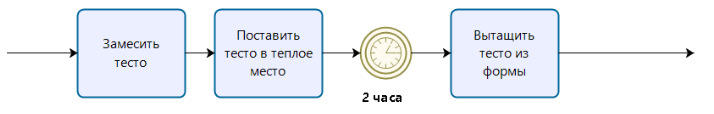 Замесить
тесто
Поставить
тесто в теплое
место
2 часа
Вытащить
тесто из
формы